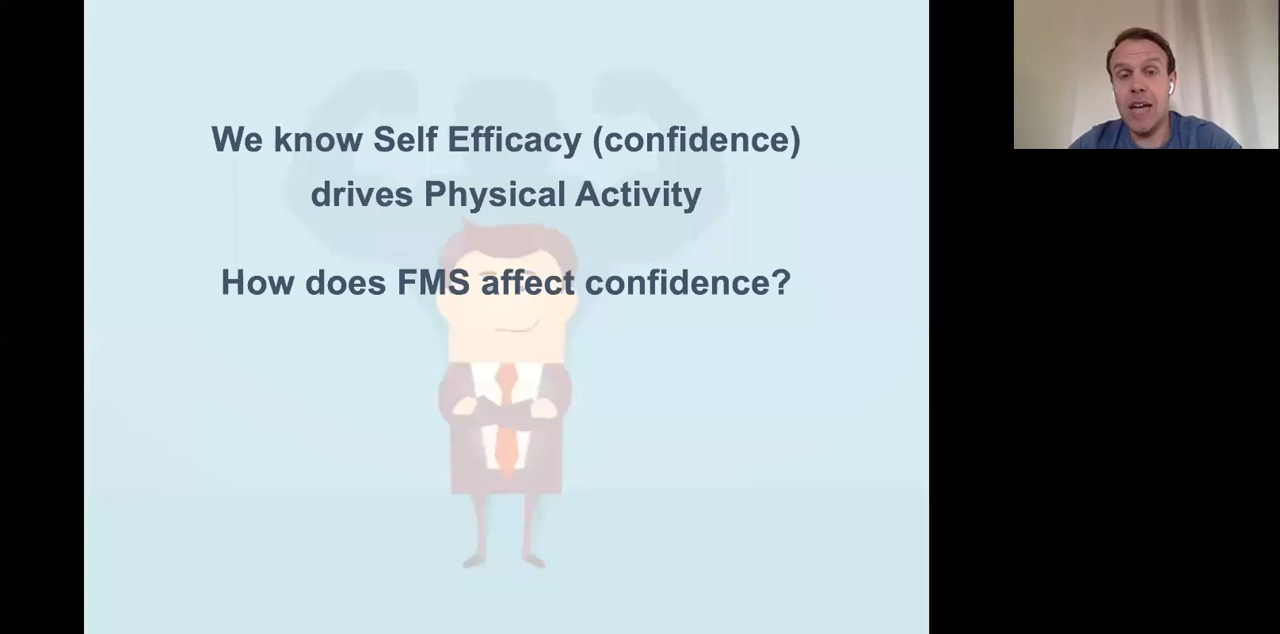 We know Self Efficacy (confidence)
drives Physical Activity
How does FMS affect confidence?